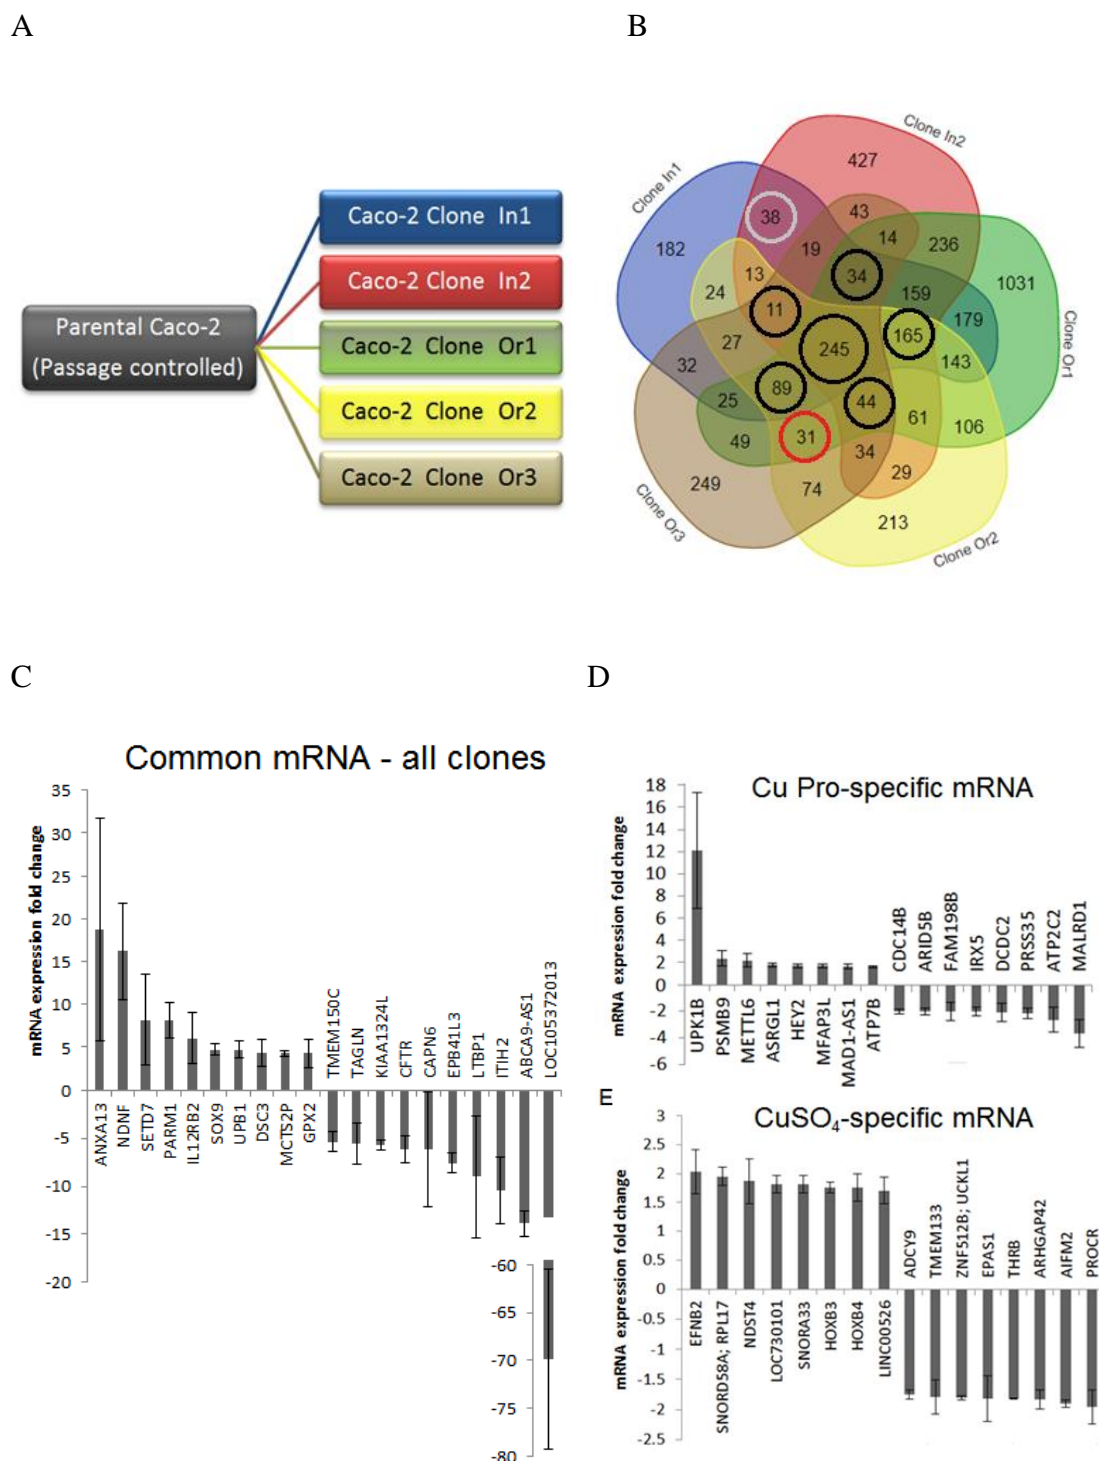 A
B
Parental Caco-2
(Passage controlled)
Caco-2 Clone In1
Caco-2 Clone In2
Caco-2 Clone Or1
Caco-2 Clone Or2
Caco-2 Clone Or3
Clone In1
Clone In2
Clone Or1
Clone Or2
Clone Or3
427
38
43
182
19
14
236
1031
13
34
24
159
11
179
165
27
245
143
32
89
44
25
61
106
49
31
34
249
74
29
213
C
D
Common mRNA - all clones
mRNA expression fold change
35
30
25
20
15
10
5
0
-5
-10
-15
-20
-60
-65
-70
-75
-80
ANXA13
NDNF
SETD7
PARM1
IL12RB2
SOX9
UPB1
DSC3
MCTS2P
GPX2
TMEM150C
TAGLN
KIAA1324L
CFTR
CAPN6
EPB41L3
LTBP1
ITIH2
ABCA9-AS1
LOC105372013
Cu Pro-specific mRNA
mRNA expression fold change
18
16
14
12
10
8
6
4
2
0
-2
-4
-6
UPK1B
PSMB9
METTL6
ASRGL1
HEY2
MFAP3L
MAD1-AS1
ATP7B
CDC14B
ARID5B
FAM198B
IRX5
DCDC2
PRSS35
ATP2C2
MALRD1
E
CuSO4-specific mRNA
mRNA expression fold change
3
2.5
2
1.5
1
0.5
0
-0.5
-1
-1.5
-2
-2.5
EFNB2
SNORD58A; RPL17
NDST4
LOC730101
SNORA33
HOXB3
HOXB4
LINC00526
ADCY9
TMEM133
ZNF512B; UCKL1
EPAS1
THRB
ARHGAP42
AIFM2
PROCR